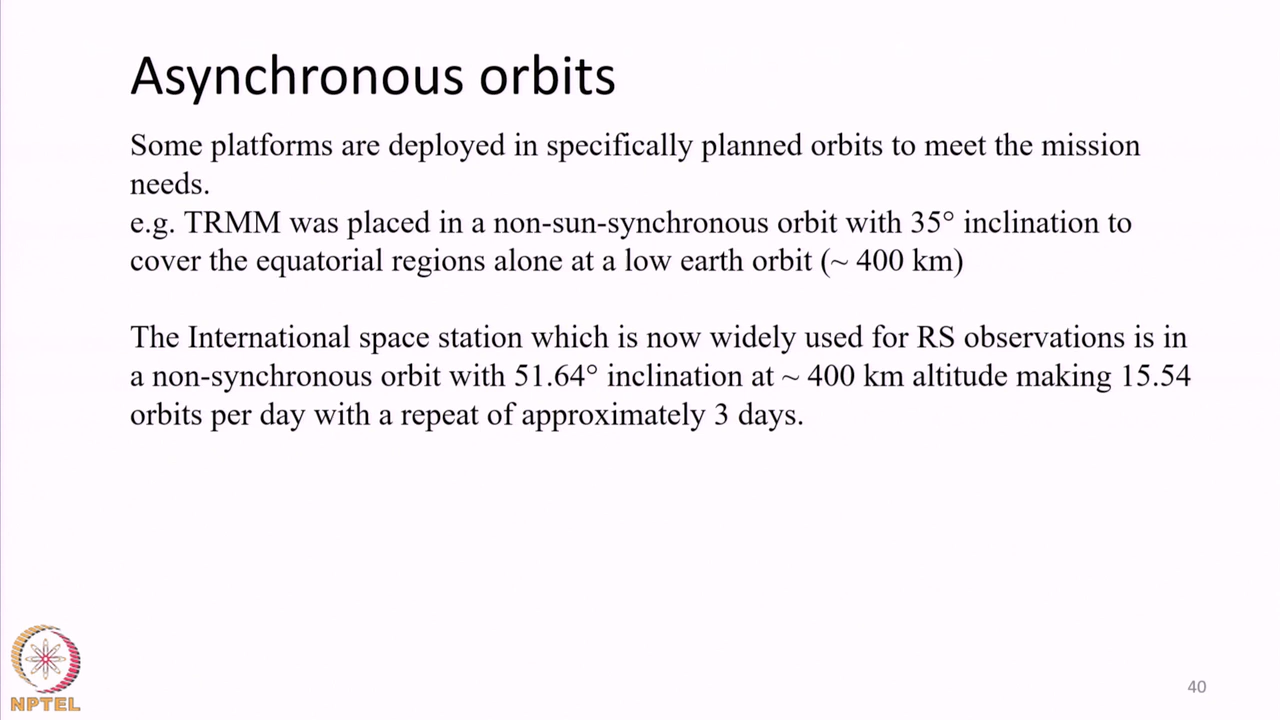 Asynchronous orbits
Some platforms are deployed in specifically planned orbits to meet the mission
needs.
e.g. TRMM was placed in a non-sun-synchronous orbit with 35° inclination to
cover the equatorial regions alone at a low earth orbit (~ 400 km)
The International space station which is now widely used for RS observations is in
a non-synchronous orbit with 51.64° inclination at ~ 400 km altitude making 15.54
orbits per day with a repeat of approximately 3 days.
NPTEL
40